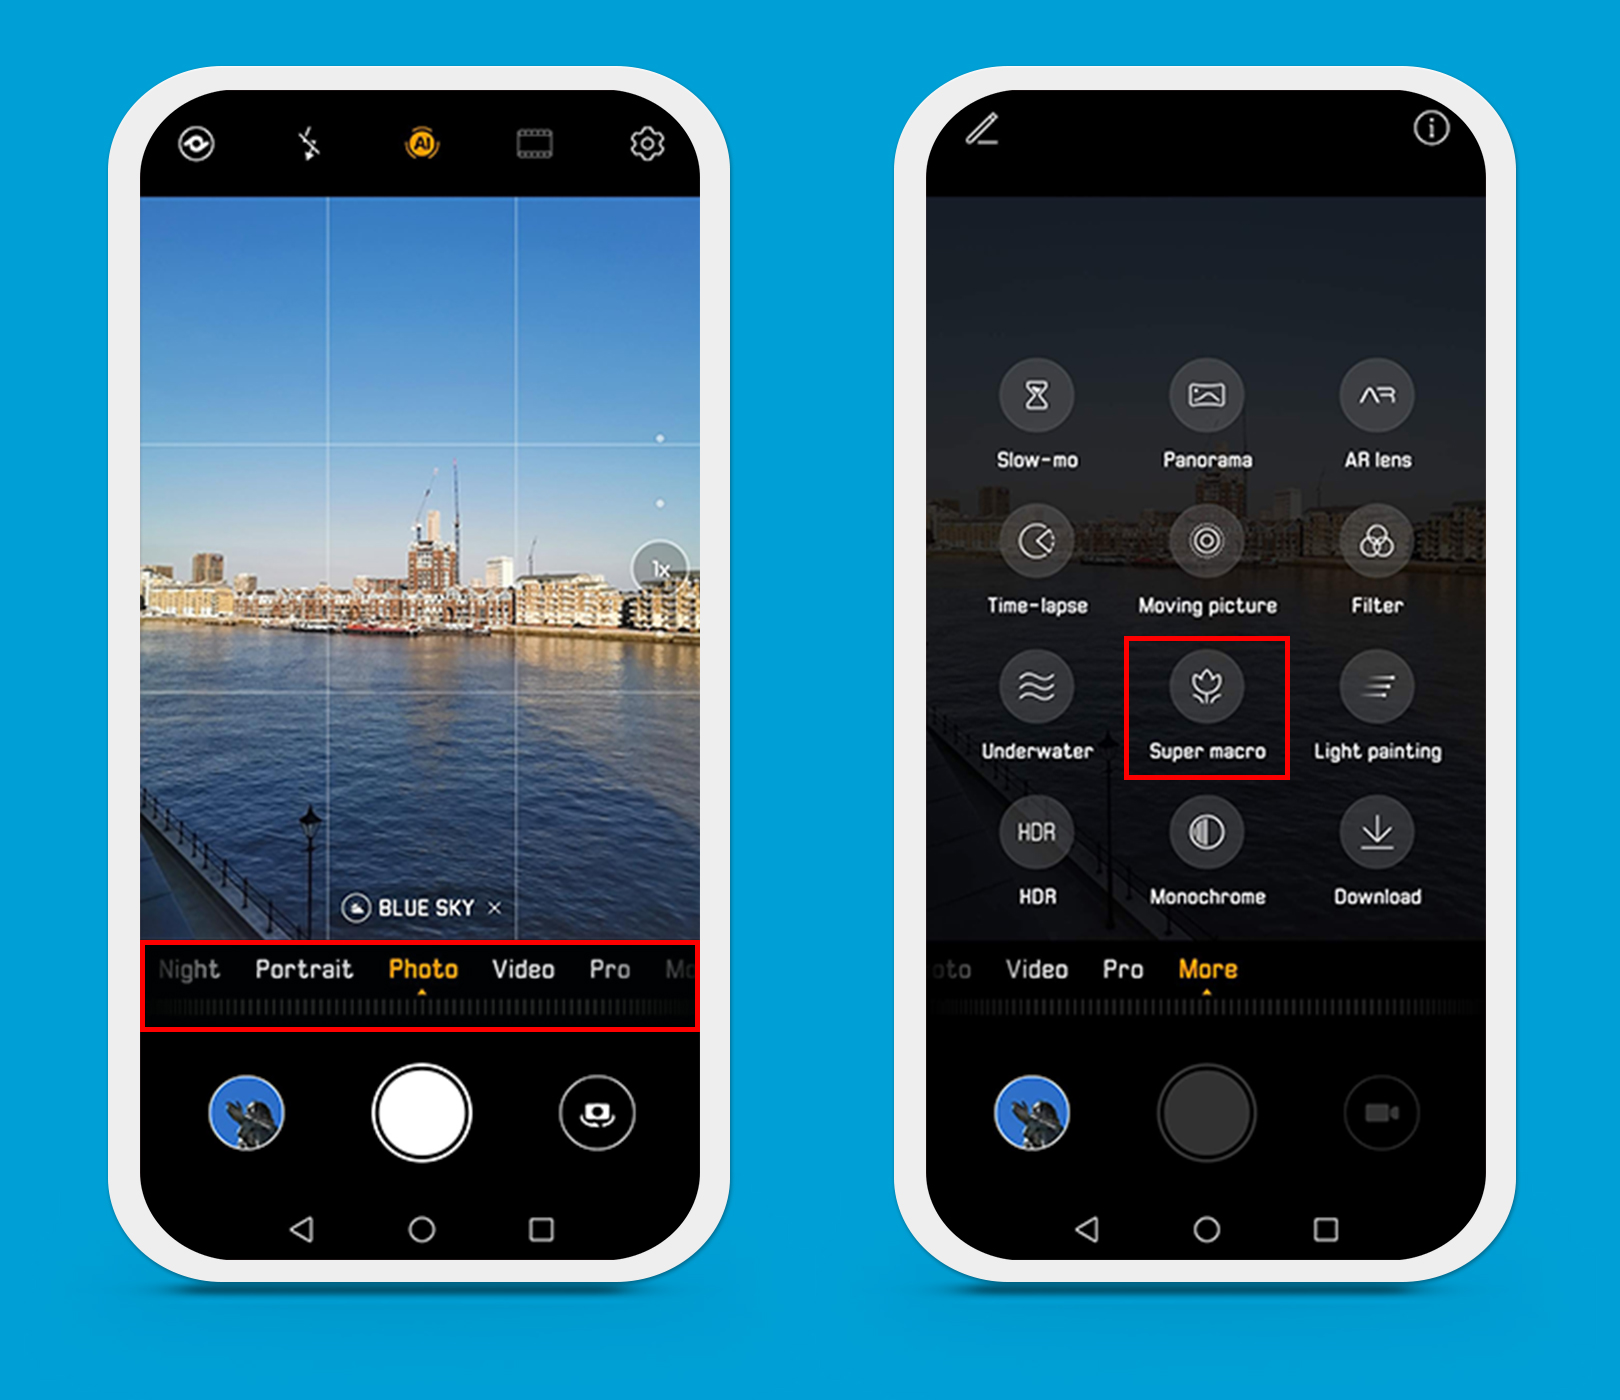 AI
1x
BLUE SKY ×
Night Portrait Photo Video Pro Mo
Slow-mo Panorama AR lens
Time-lapse Moving picture Filter
Underwater Super macro Light painting
HDR
HDR Monochrome Download
oto Video Pro More